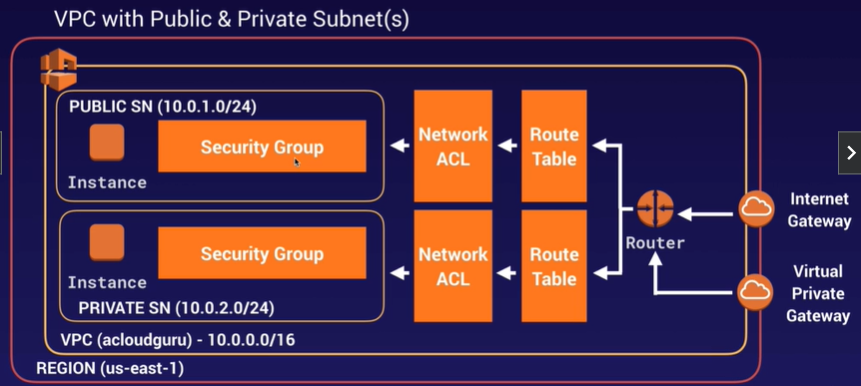 VPC with Public & Private Subnet(s)
PUBLIC SN (10.0.1.0/24)
Instance
Security Group
Network
ACL
Route
Table
Router
Internet
Gateway
Virtual
Private
Gateway
Instance
Security Group
PRIVATE SN (10.0.2.0/24)
Network
ACL
Route
Table
VPC (acloudguru) - 10.0.0.0/16
REGION (us-east-1)